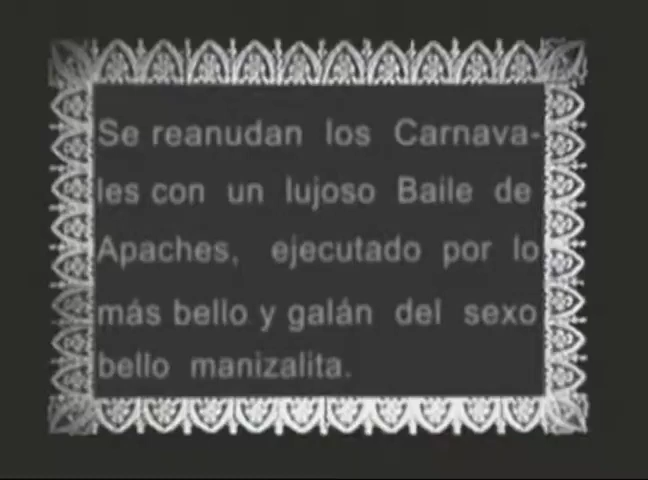 Se reanudan los Carnava-
les con un lujoso Baile de
Apaches, ejecutado por lo
más bello y galán del sexo
bello manizalita.